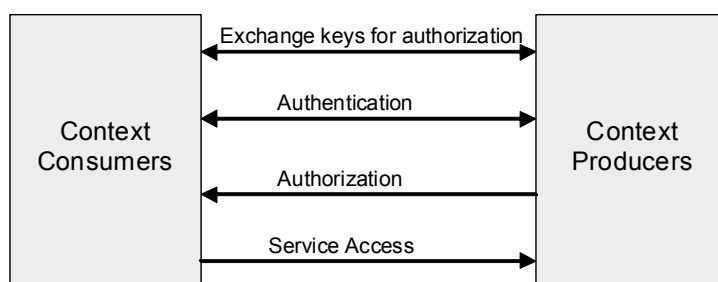 Exchange keys for authorization
Authentication
Context
Consumers
Context
Producers
Authorization
Service Access